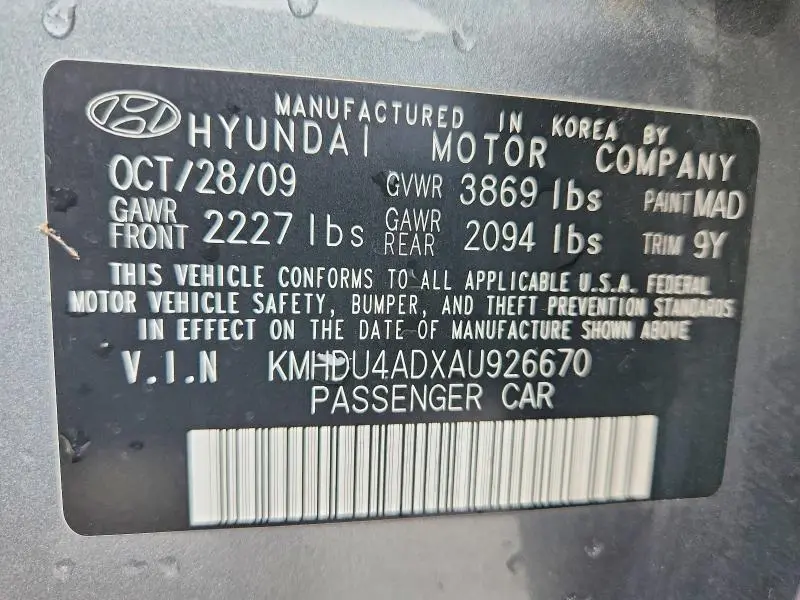 MANUFACTURED IN KOREA BY
HYUNDAI MOTOR COMPANY
OCT/28/09 GVWR 3869 lbs PAINT MAD
GAWR FRONT 2227 lbs GAWR REAR 2094 lbs TRIM 9Y
THIS VEHICLE CONFORMS TO ALL APPLICABLE U.S.A. FEDERAL
MOTOR VEHICLE SAFETY, BUMPER, AND THEFT PREVENTION STANDARDS
IN EFFECT ON THE DATE OF MANUFACTURE SHOWN ABOVE
V.I.N KMHDU4ADXAU926670
PASSENGER CAR